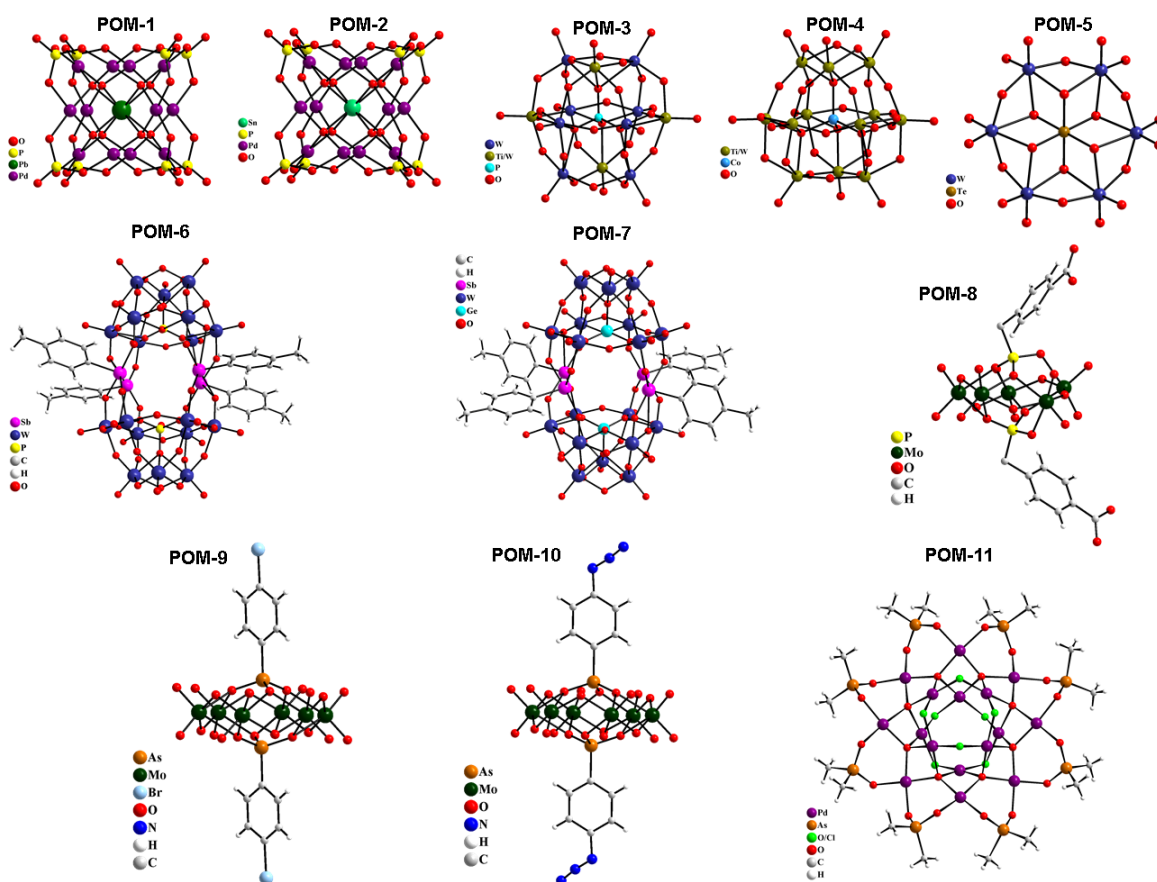 POM-1
POM-2
POM-3
POM-4
POM-5
O
P
Pb
Pd
Sn
P
Pd
O
W
Ti/W
P
O
Ti/W
Co
O
W
Te
O
POM-6
POM-7
POM-8
Sb
W
P
C
H
O
C
H
Sb
W
Ge
O
P
Mo
O
C
H
POM-9
POM-10
POM-11
As
Mo
Br
O
N
H
C
As
Mo
O
N
H
C
Pd
As
O/Cl
O
C
H